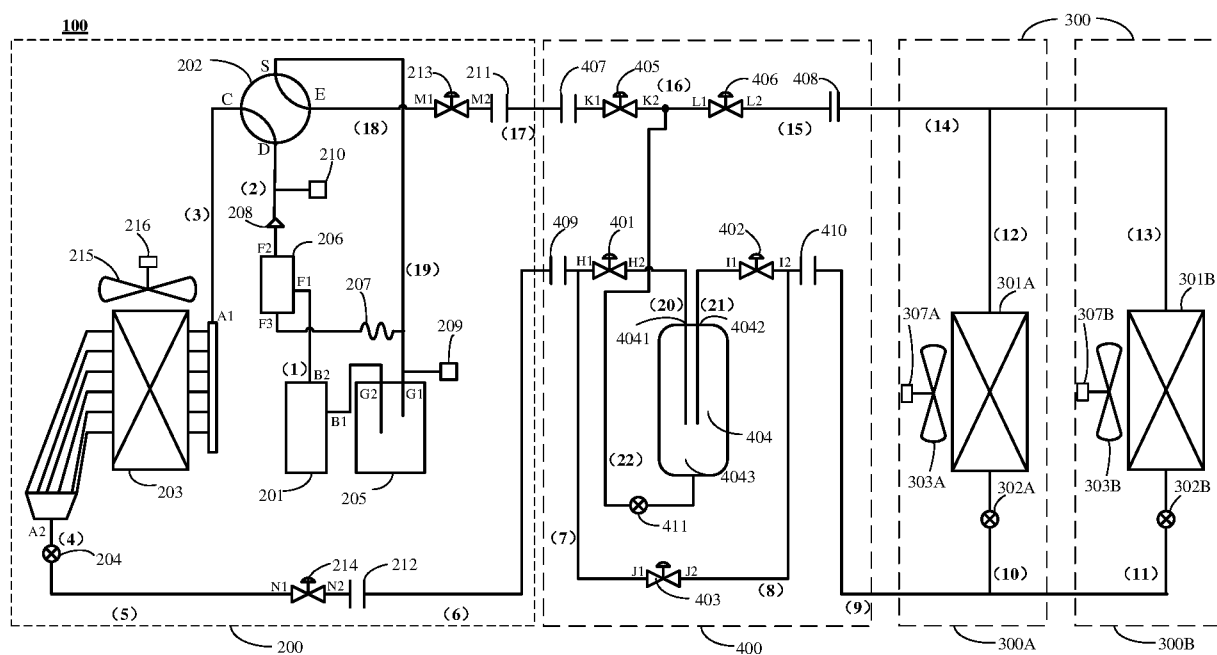 100
300
202 S 213 211 407 405 (16) 406 408
C E M1 M2 K1 K2 L1 L2
D (18) (17) (15) (14)
210
(2)
(3) 208
216 F2 206 409 401 402 410 (12) (13)
215 F1 (19) H1 H2 I1 I2
207 301A 301B
A1 F3 (20) (21)
209 4041 4042 307A 307B
(1) B2
G2 G1
B1 404
(22) 4043
203 201 205 303A 302A 303B 302B
A2 411
(4) (7)
204 214 212 J1 J2
N1 N2 403 (8) (10) (11)
(5) (6) (9)
200 400 300A 300B